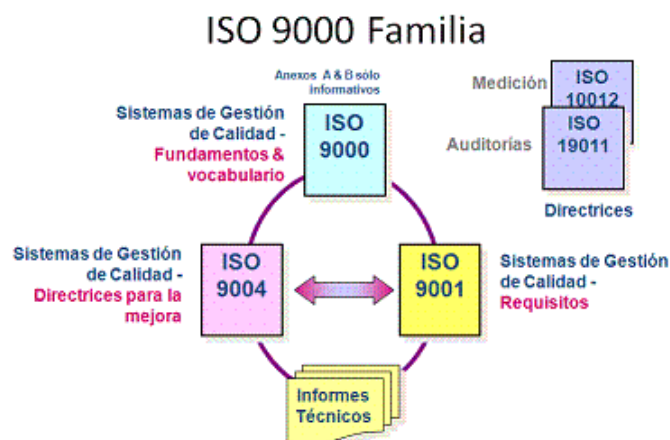 ISO 9000 Familia
Anexos A & B sólo
informativos
Sistemas de Gestión
de Calidad -
Fundamentos &
vocabulario
ISO
9000
Medición
ISO
10012
Auditorías
ISO
19011
Directrices
Sistemas de Gestión
de Calidad -
Directrices para la
mejora
ISO
9004
ISO
9001
Sistemas de Gestión
de Calidad -
Requisitos
Informes
Técnicos